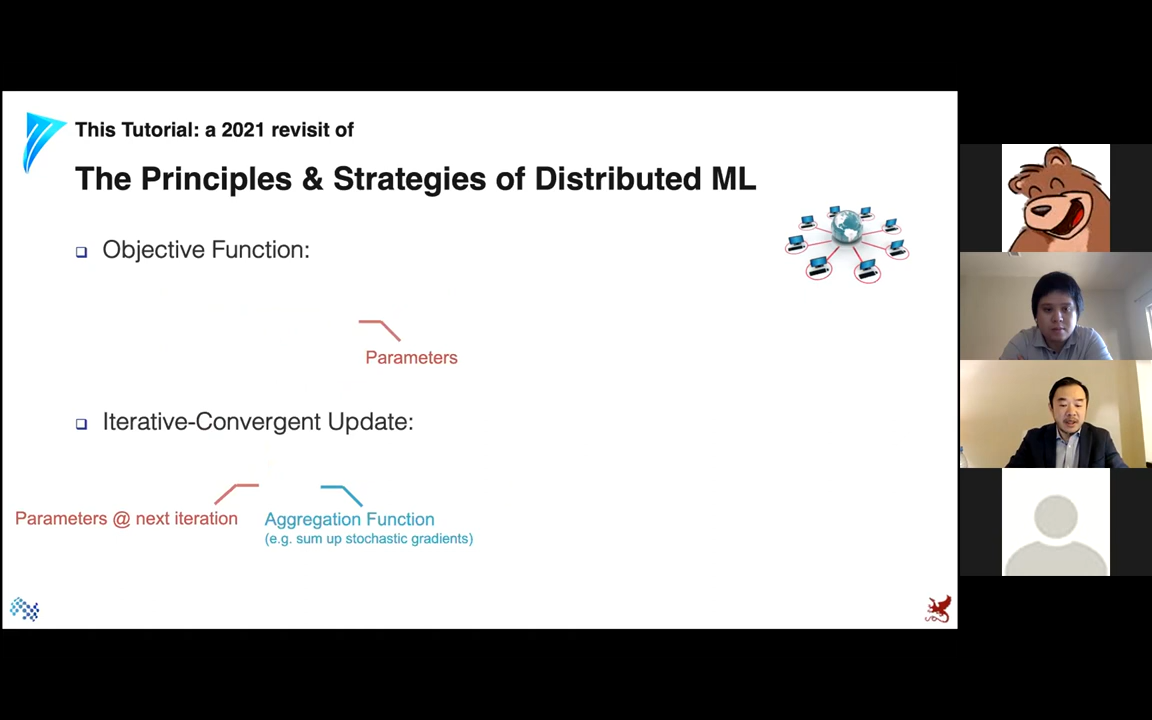 This Tutorial: a 2021 revisit of
The Principles & Strategies of Distributed ML
Objective Function:
Parameters
Iterative-Convergent Update:
Parameters @ next iteration
Aggregation Function
(e.g. sum up stochastic gradients)